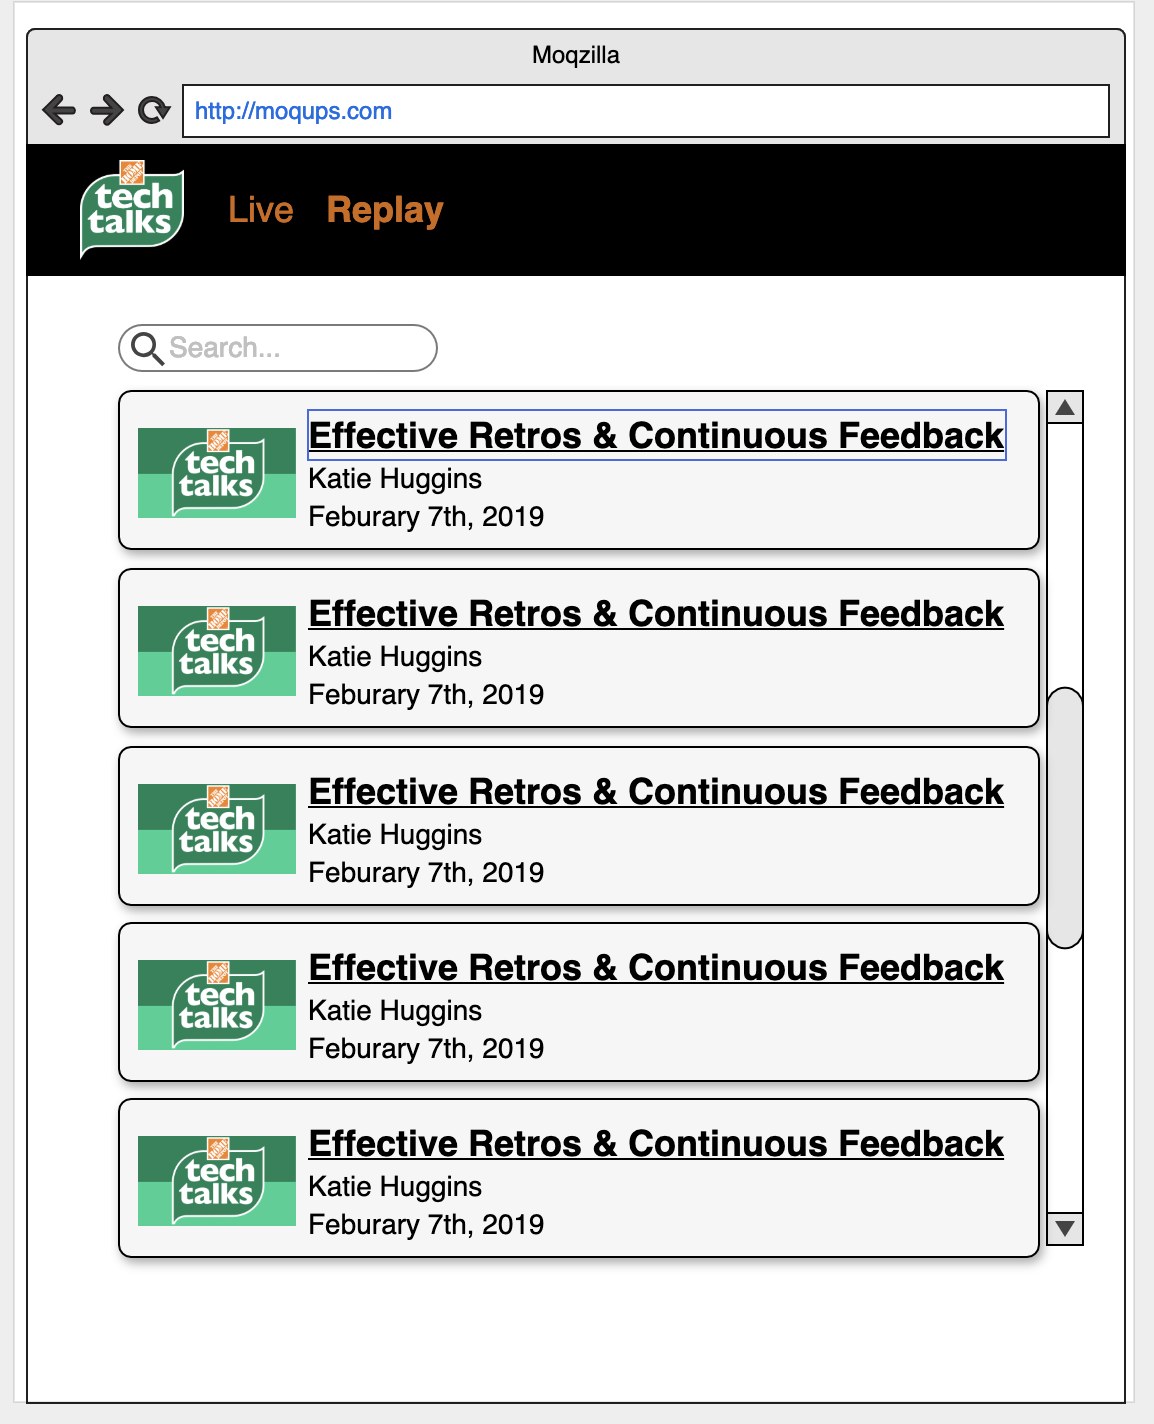 Moqzilla
http://moqups.com
tech
talks
Live
Replay
Search...
tech
talks
Effective Retros & Continuous Feedback
Katie Huggins
Feburary 7th, 2019
tech
talks
Effective Retros & Continuous Feedback
Katie Huggins
Feburary 7th, 2019
tech
talks
Effective Retros & Continuous Feedback
Katie Huggins
Feburary 7th, 2019
tech
talks
Effective Retros & Continuous Feedback
Katie Huggins
Feburary 7th, 2019
tech
talks
Effective Retros & Continuous Feedback
Katie Huggins
Feburary 7th, 2019